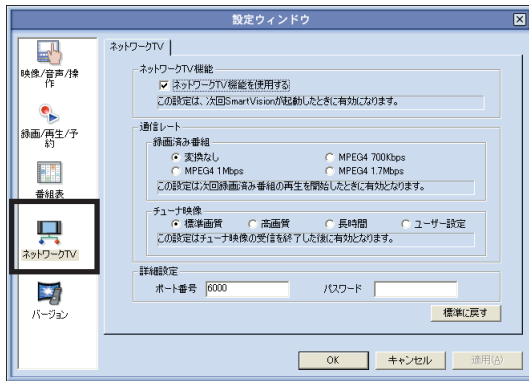 設定ウィンドウ
映像/音声/操作
録画/再生/予約
番組表
ネットワークTV
バージョン
ネットワークTV
ネットワークTV機能
ネットワークTV機能を使用する
この設定は、次回SmartVisionが起動したときに有効になります。
通信レート
録画済み番組
変換なし MPEG4 700Kbps
MPEG4 1Mbps MPEG4 1.7Mbps
この設定は次回録画済み番組の再生を開始したときに有効となります。
チューナ映像
標準画質 高画質 長時間 ユーザー設定
この設定はチューナ映像の受信を終了した後に有効となります。
詳細設定
ポート番号 6000 パスワード
標準に戻す
OK キャンセル 適用(A)